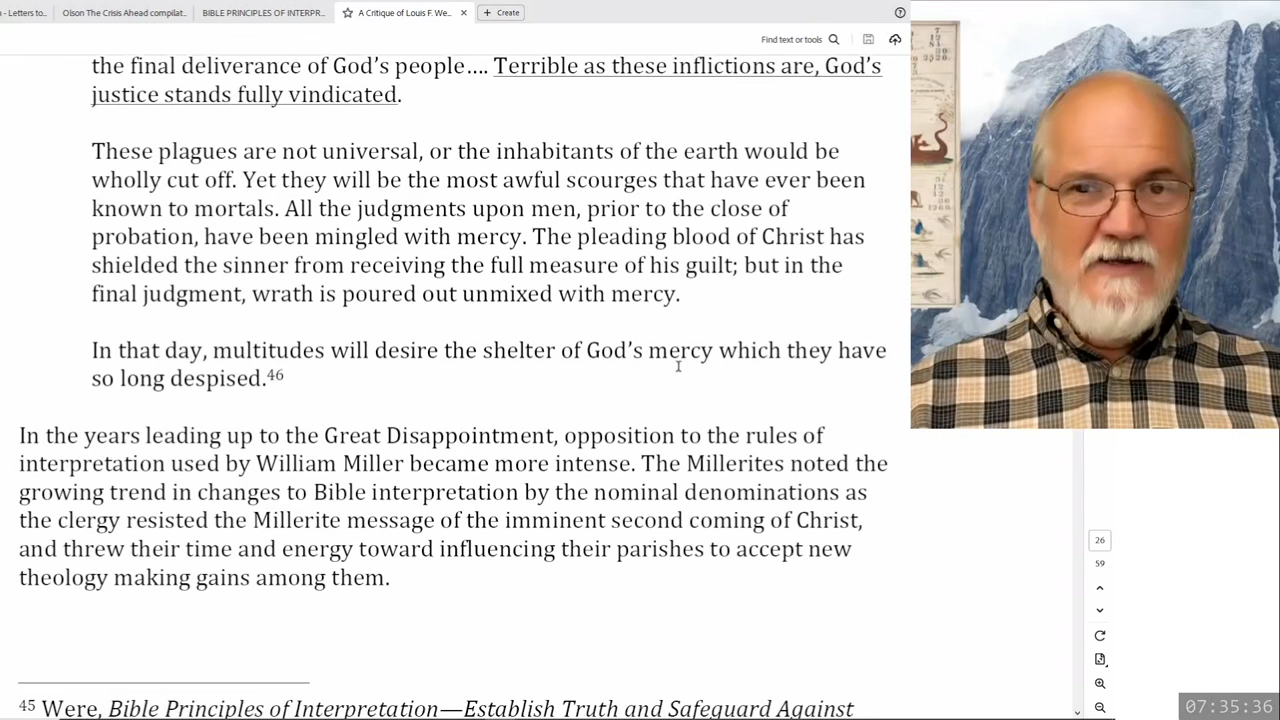 n - Letters to..
Olson The Crisis Ahead compilat..
BIBLE PRINCIPLES OF INTERPR...
A Critique of Louis F. We...
+ Create
Find text or tools
the final deliverance of God’s people…. Terrible as these inflictions are, God’s
justice stands fully vindicated.
These plagues are not universal, or the inhabitants of the earth would be
wholly cut off. Yet they will be the most awful scourges that have ever been
known to mortals. All the judgments upon men, prior to the close of
probation, have been mingled with mercy. The pleading blood of Christ has
shielded the sinner from receiving the full measure of his guilt; but in the
final judgment, wrath is poured out unmixed with mercy.
In that day, multitudes will desire the shelter of God’s mercy which they have
so long despised.46
In the years leading up to the Great Disappointment, opposition to the rules of
interpretation used by William Miller became more intense. The Millerites noted the
growing trend in changes to Bible interpretation by the nominal denominations as
the clergy resisted the Millerite message of the imminent second coming of Christ,
and threw their time and energy toward influencing their parishes to accept new
theology making gains among them.
45 Were, Bible Principles of Interpretation—Establish Truth and Safeguard Against
26
59
07:35:36